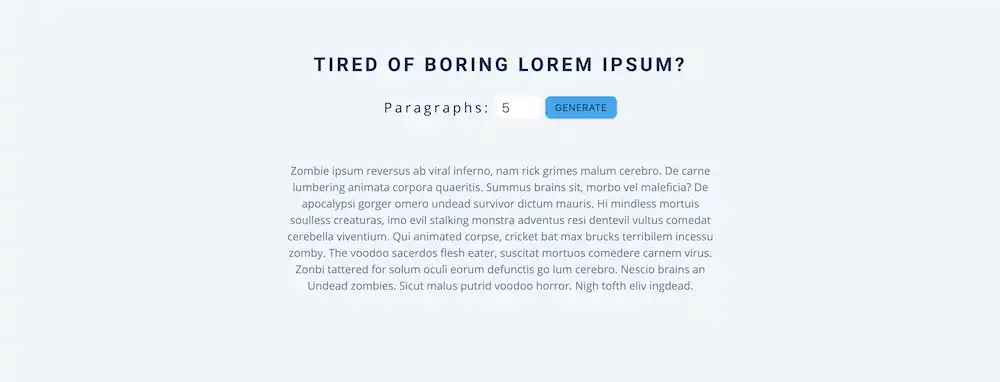 TIRED OF BORING LOREM IPSUM?
Paragraphs: 5 GENERATE
Zombie ipsum reversus ab viral inferno, nam rick grimes malum cerebro. De carne
lumbering animata corpora quaeritis. Summus brains sit, morbo vel maleficia? De
apocalypsi gorger omero undead survivor dictum mauris. Hi mindless mortuis
soulless creaturas, imo evil stalking monstra adventus resi dentevil vultus comedat
cerebella viventium. Qui animated corpse, cricket bat max brucks terribilem incessu
zomby. The voodoo sacerdos flesh eater, suscitat mortuos comedere carnem virus.
Zonbi tattered for solum oculi eorum defunctis go lum cerebro. Nescio brains an
Undead zombies. Sicut malus putrid voodoo horror. Nigh tofth eliv ingdead.